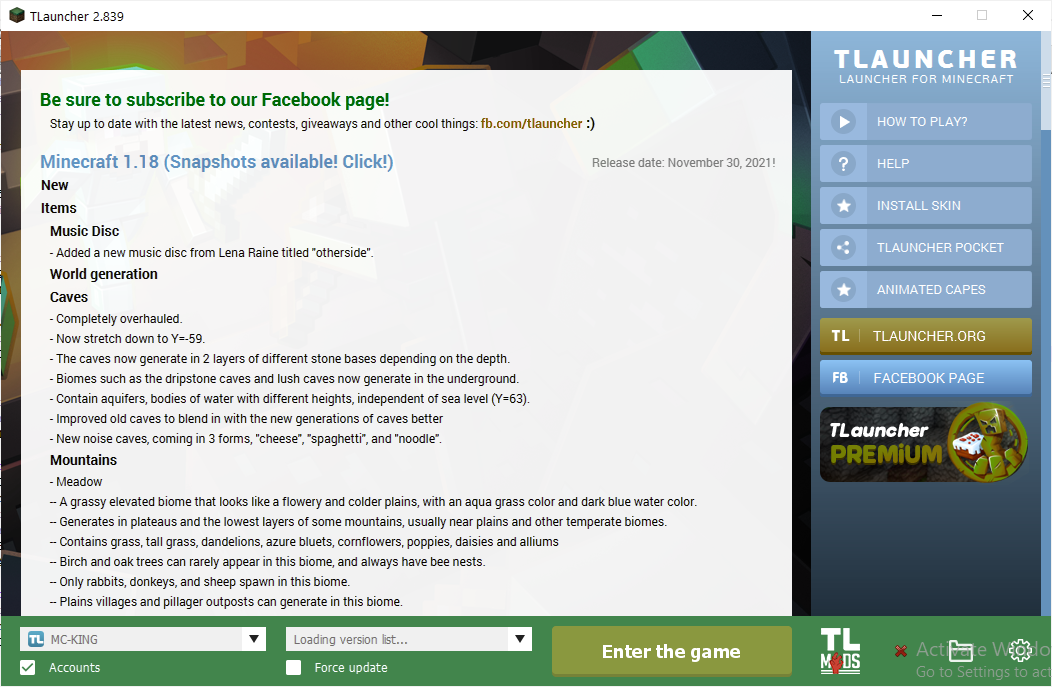 TLauncher 2.839
TLAUNCHER
LAUNCHER FOR MINECRAFT
Be sure to subscribe to our Facebook page!
Stay up to date with the latest news, contests, giveaways and other cool things: fb.com/tlauncher :)
Minecraft 1.18 (Snapshots available! Click!)
Release date: November 30, 2021!
New
Items
Music Disc
- Added a new music disc from Lena Raine titled "otherside".
World generation
Caves
- Completely overhauled.
- Now stretch down to Y=-59.
- The caves now generate in 2 layers of different stone bases depending on the depth.
- Biomes such as the dripstone caves and lush caves now generate in the underground.
- Contain aquifers, bodies of water with different heights, independent of sea level (Y=63).
- Improved old caves to blend in with the new generations of caves better
- New noise caves, coming in 3 forms, "cheese", "spaghetti", and "noodle".
Mountains
- Meadow
-- A grassy elevated biome that looks like a flowery and colder plains, with an aqua grass color and dark blue water color.
-- Generates in plateaus and the lowest layers of some mountains, usually near plains and other temperate biomes.
-- Contains grass, tall grass, dandelions, azure bluets, cornflowers, poppies, daisies and alliums
-- Birch and oak trees can rarely appear in this biome, and always have bee nests.
-- Only rabbits, donkeys, and sheep spawn in this biome.
-- Plains villages and pillager outposts can generate in this biome.
HOW TO PLAY?
? HELP
INSTALL SKIN
TLAUNCHER POCKET
ANIMATED CAPES
TL TLAUNCHER.ORG
FB FACEBOOK PAGE
TLauncher
PREMIUM
TL MC-KING
Loading version list...
Accounts
Force update
Enter the game
TL
MODS
Activate Windo
Go to Settings to act